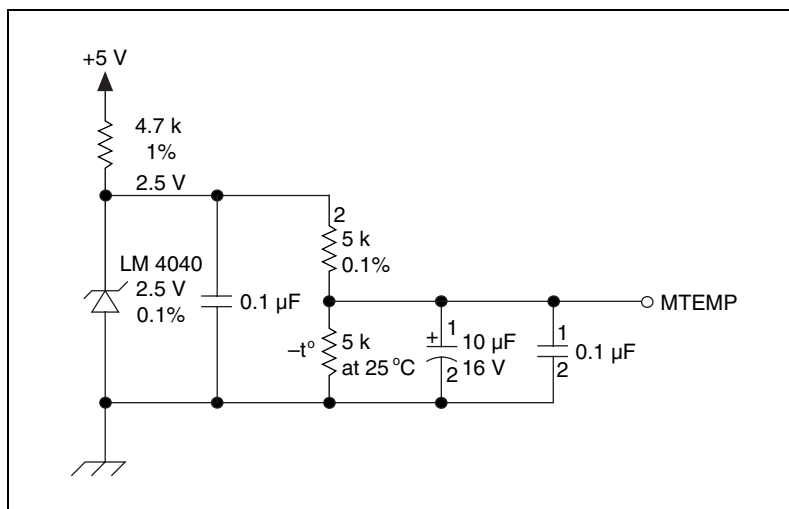 +5 V
4.7 k
1%
2.5 V
2
5 k
0.1%
LM 4040
2.5 V
0.1%
0.1 µF
MTEMP
–t°
5 k
at 25 °C
+
1
10 µF
2
16 V
1
0.1 µF
2